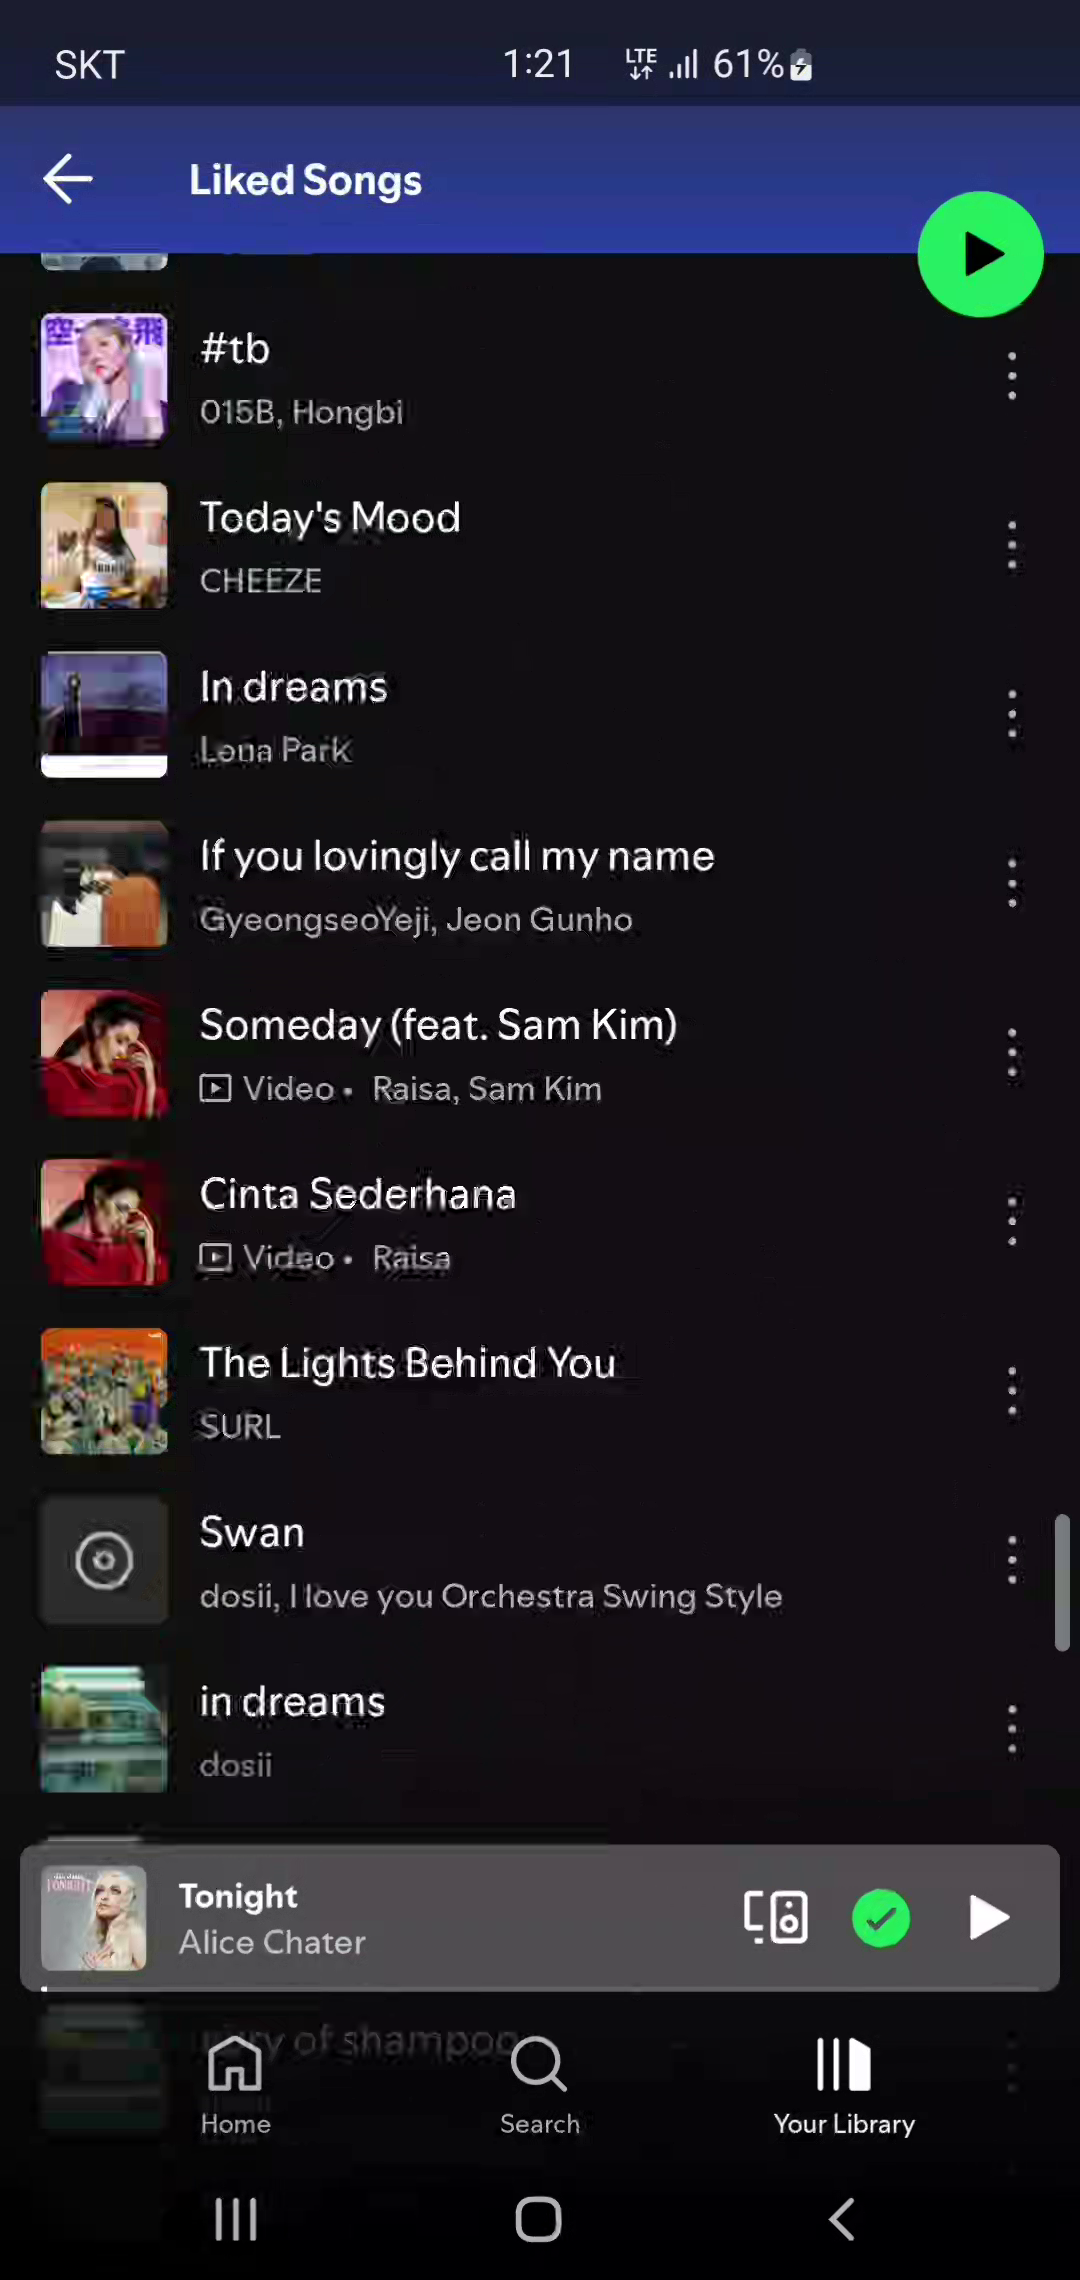 SKT 1:21 LTE 61%
Liked Songs
#tb
015B, Hongbi
Today's Mood
CHEEZE
In dreams
Lena Park
If you lovingly call my name
GyeongseoYeji, Jeon Gunho
Someday (feat. Sam Kim)
Video • Raisa, Sam Kim
Cinta Sederhana
Video • Raisa
The Lights Behind You
SURL
Swan
dosii, I love you Orchestra Swing Style
in dreams
dosii
TONIGHT
Tonight
Alice Chater
of shampoo
Home Search Your Library